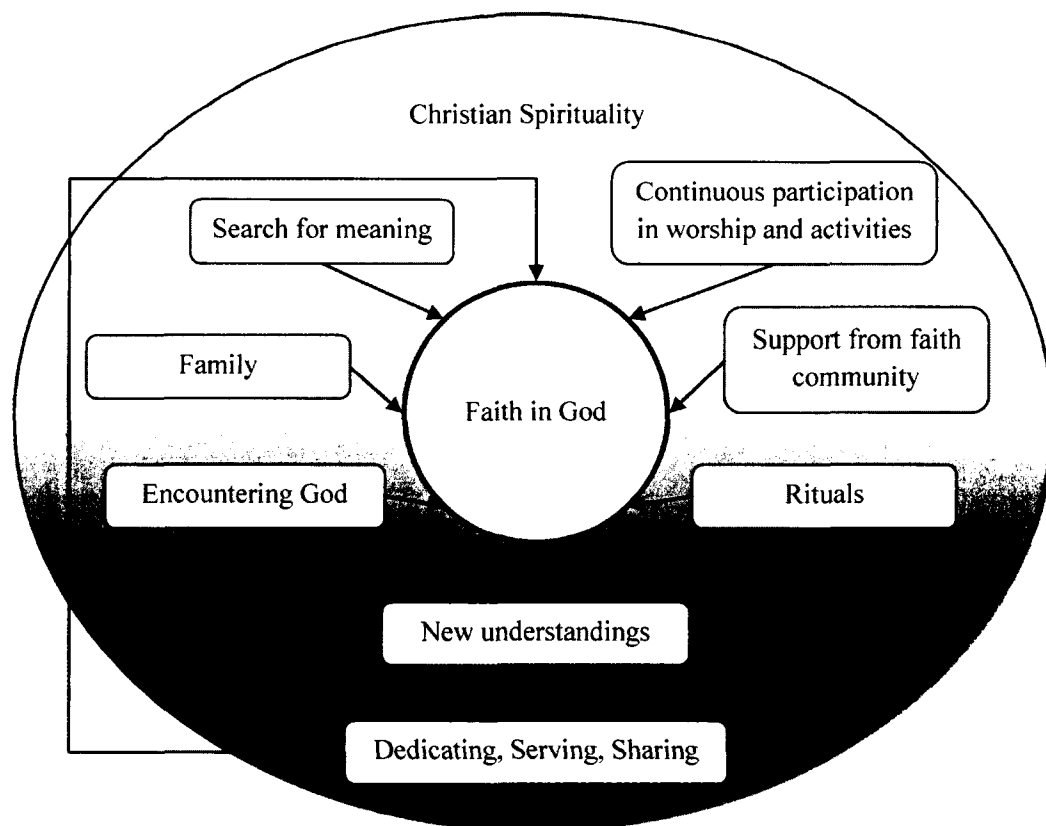 Christian Spirituality
Search for meaning
Continuous participation
in worship and activities
Family
Support from faith
community
Faith in God
Encountering God
Rituals
New understandings
Dedicating, Serving, Sharing